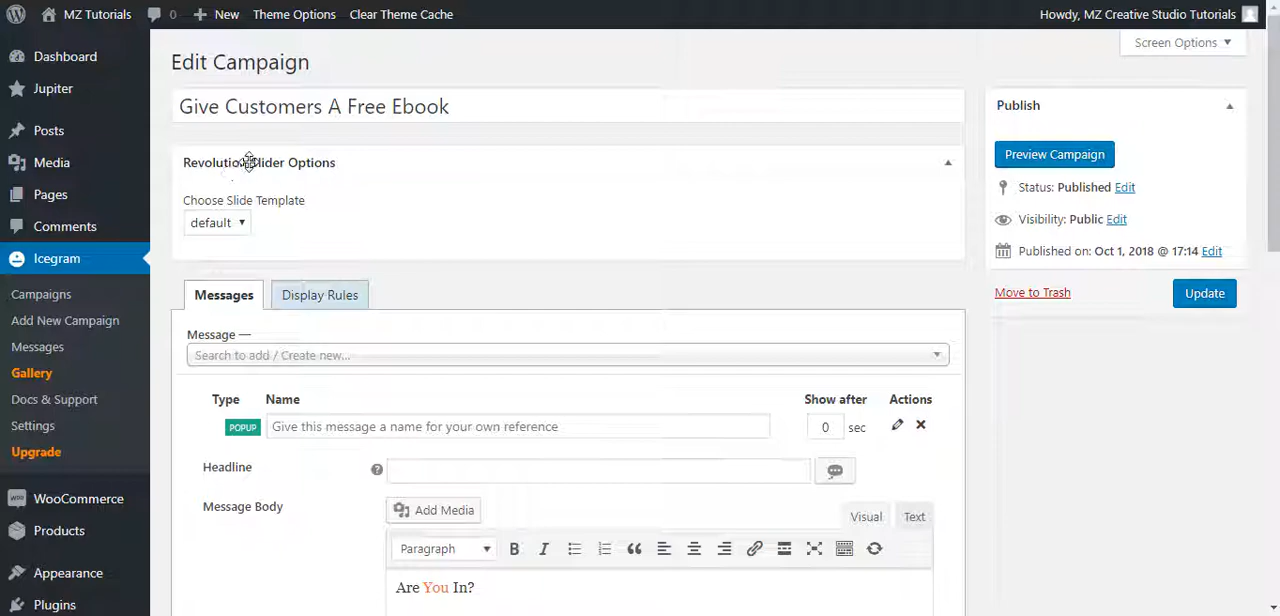 MZ Tutorials 0 New Theme Options Clear Theme Cache Howdy, MZ Creative Studio Tutorials
Screen Options
Dashboard
Jupiter
Posts
Media
Pages
Comments
Icegram
Campaigns
Add New Campaign
Messages
Gallery
Docs & Support
Settings
Upgrade
WooCommerce
Products
Appearance
Plugins
Edit Campaign
Give Customers A Free Ebook
Revolution Slider Options
Choose Slide Template
default
Messages Display Rules
Message —
Search to add / Create new...
Type Name Show after Actions
POPUP Give this message a name for your own reference 0 sec
Headline
Message Body Add Media Visual Text
Paragraph B I
Are You In?
Publish
Preview Campaign
Status: Published Edit
Visibility: Public Edit
Published on: Oct 1, 2018 @ 17:14 Edit
Move to Trash Update